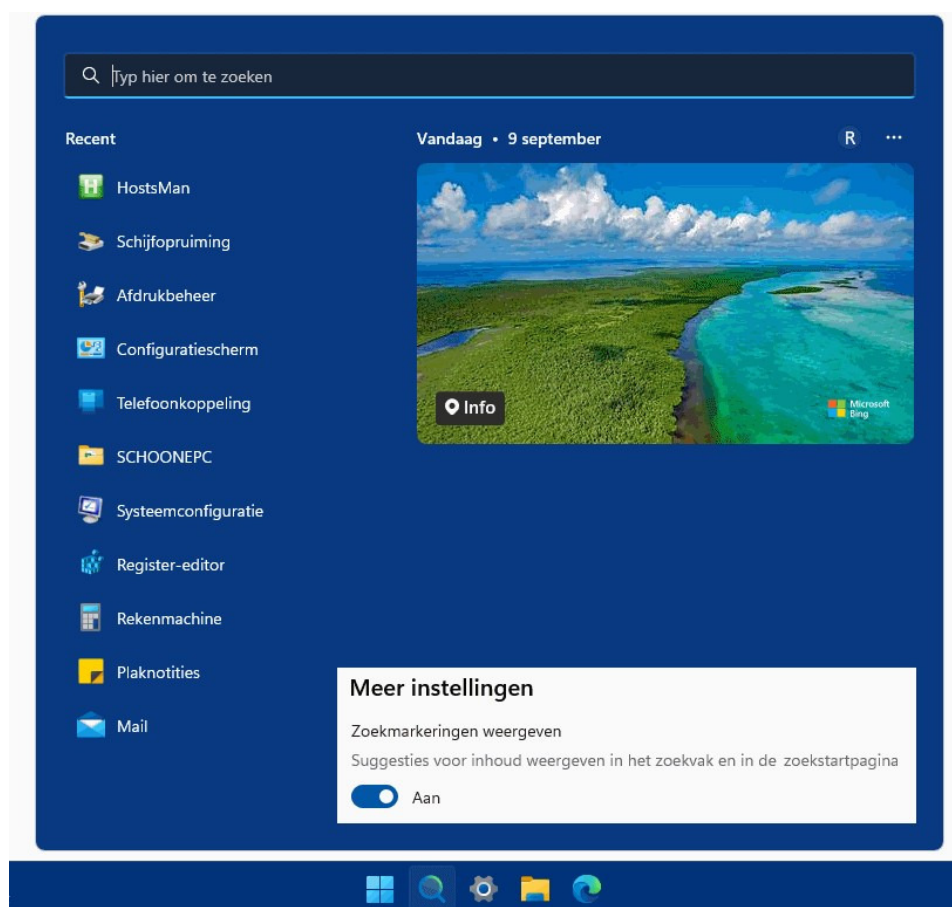 Typ hier om te zoeken
Recent
HostsMan
Schijfopruiming
Afdrukbeheer
Configuratiescherm
Telefoonkoppeling
SCHOONEPC
Systeemconfiguratie
Register-editor
Rekenmachine
Plaknotities
Mail
Vandaag • 9 september
R
Info
Microsoft
Bing
Meer instellingen
Zoekmarkeringen weergeven
Suggesties voor inhoud weergeven in het zoekvak en in de zoekstartpagina
Aan